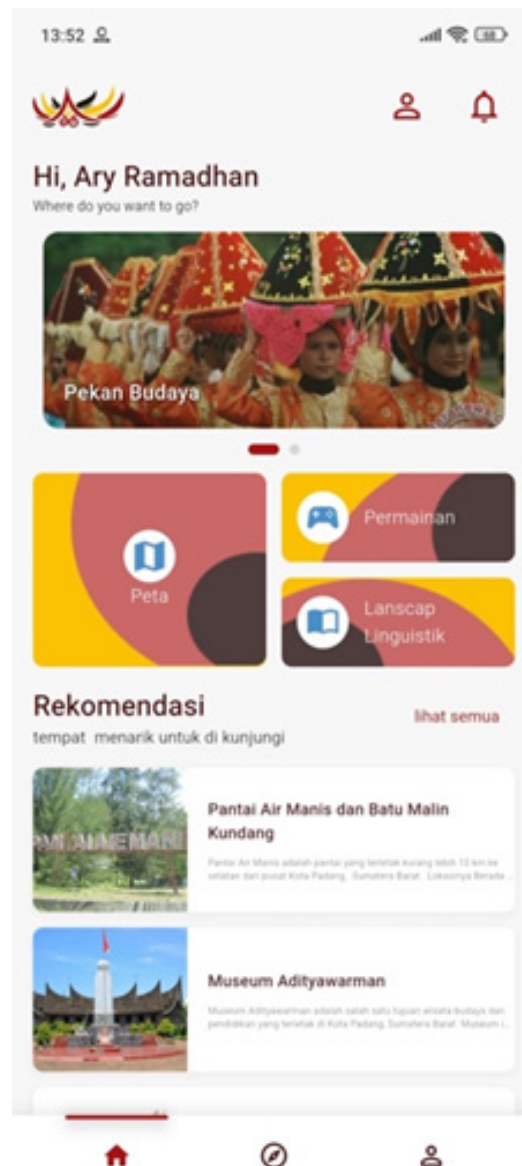 13:52
68
Hi, Ary Ramadhan
Where do you want to go?
Pekan Budaya
Peta
Permainan
Lanscap
Linguistik
Rekomendasi
lihat semua
tempat menarik untuk di kunjungi
Pantai Air Manis dan Batu Malin
Kundang
Pantai Air Manis adalah pantai yang terletak kurang lebih 10 km ke
selatan dari pusat Kota Padang, Sumatera Barat. Lokasinya Berada ...
Museum Adityawarman
Museum Adityawarman adalah salah satu tujuan wisata budaya dan
pendidikan yang terletak di Kota Padang, Sumatera Barat. Museum i...